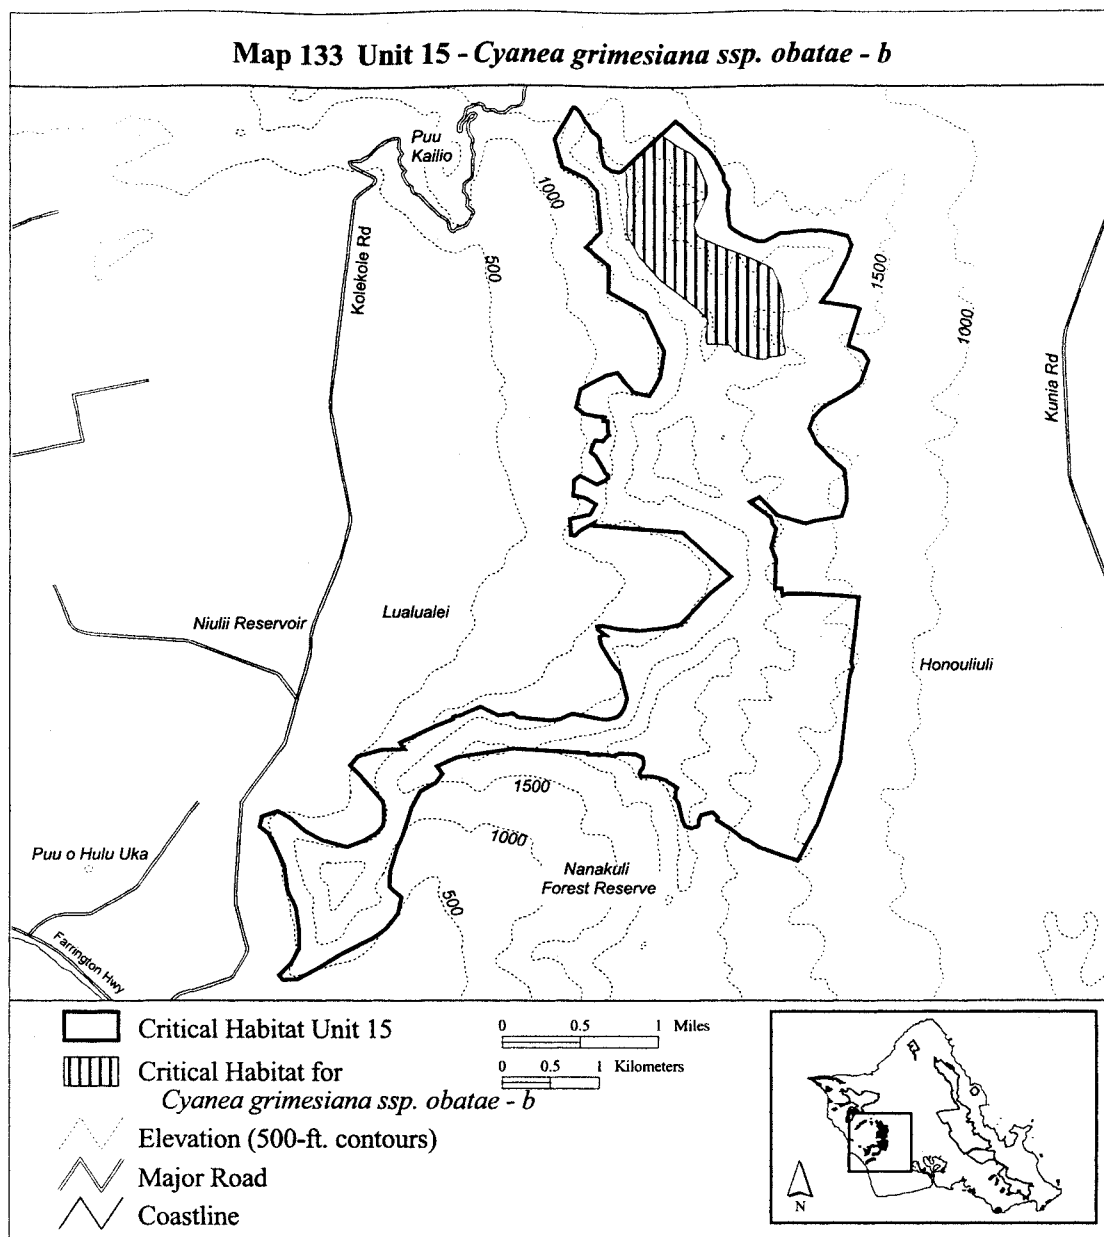 Map 133 Unit 15 - Cyanea grimesiana ssp. obatae - b
Puu
Kailio
1000
Kolekole Rd
500
1500
1000
Kunia Rd
Niulii Reservoir
Lualualei
Honouliuli
1500
1000
Puu o Hulu Uka
Nanakuli
Forest Reserve
500
Farrington Hwy
Critical Habitat Unit 15
0 0.5 1 Miles
Critical Habitat for
0 0.5 1 Kilometers
Cyanea grimesiana ssp. obatae - b
Elevation (500-ft. contours)
Major Road
Coastline
N